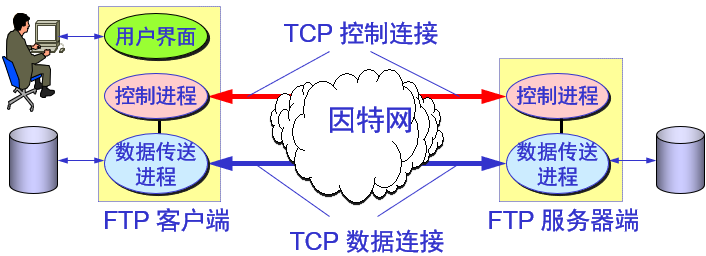 用户界面
TCP 控制连接
控制进程
因特网
控制进程
数据传送
进程
数据传送
进程
FTP 客户端
FTP 服务器端
TCP 数据连接